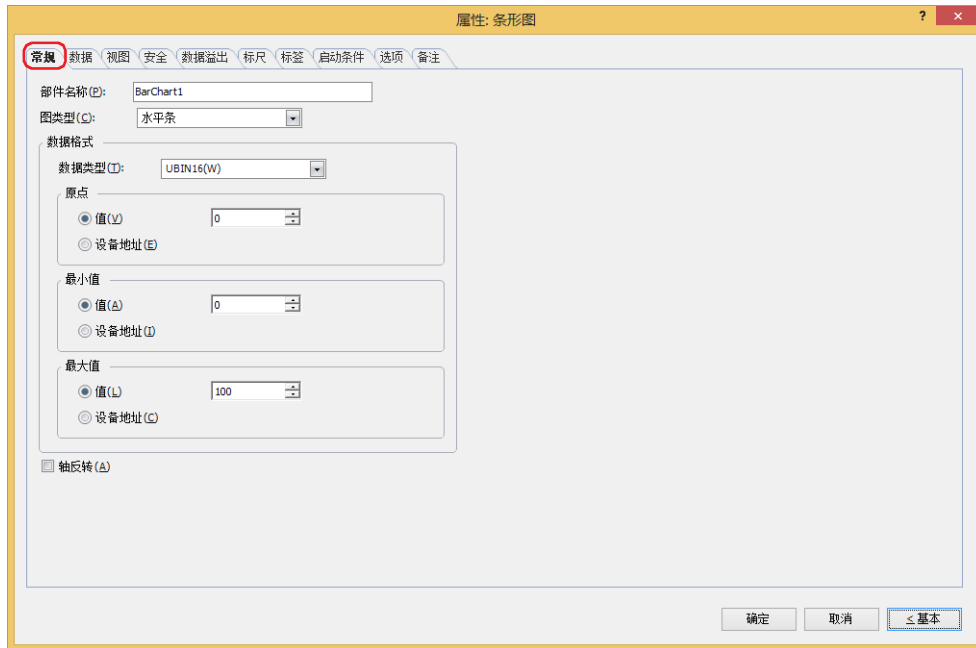 属性: 条形图
? ×
常规 数据 视图 安全 数据溢出 标尺 标签 启动条件 选项 备注
部件名称(P): BarChart1
图类型(C): 水平条
数据格式
数据类型(T): UBIN16(W)
原点
值(V) 0
设备地址(E)
最小值
值(A) 0
设备地址(I)
最大值
值(L) 100
设备地址(C)
轴反转(A)
确定 取消 <基本